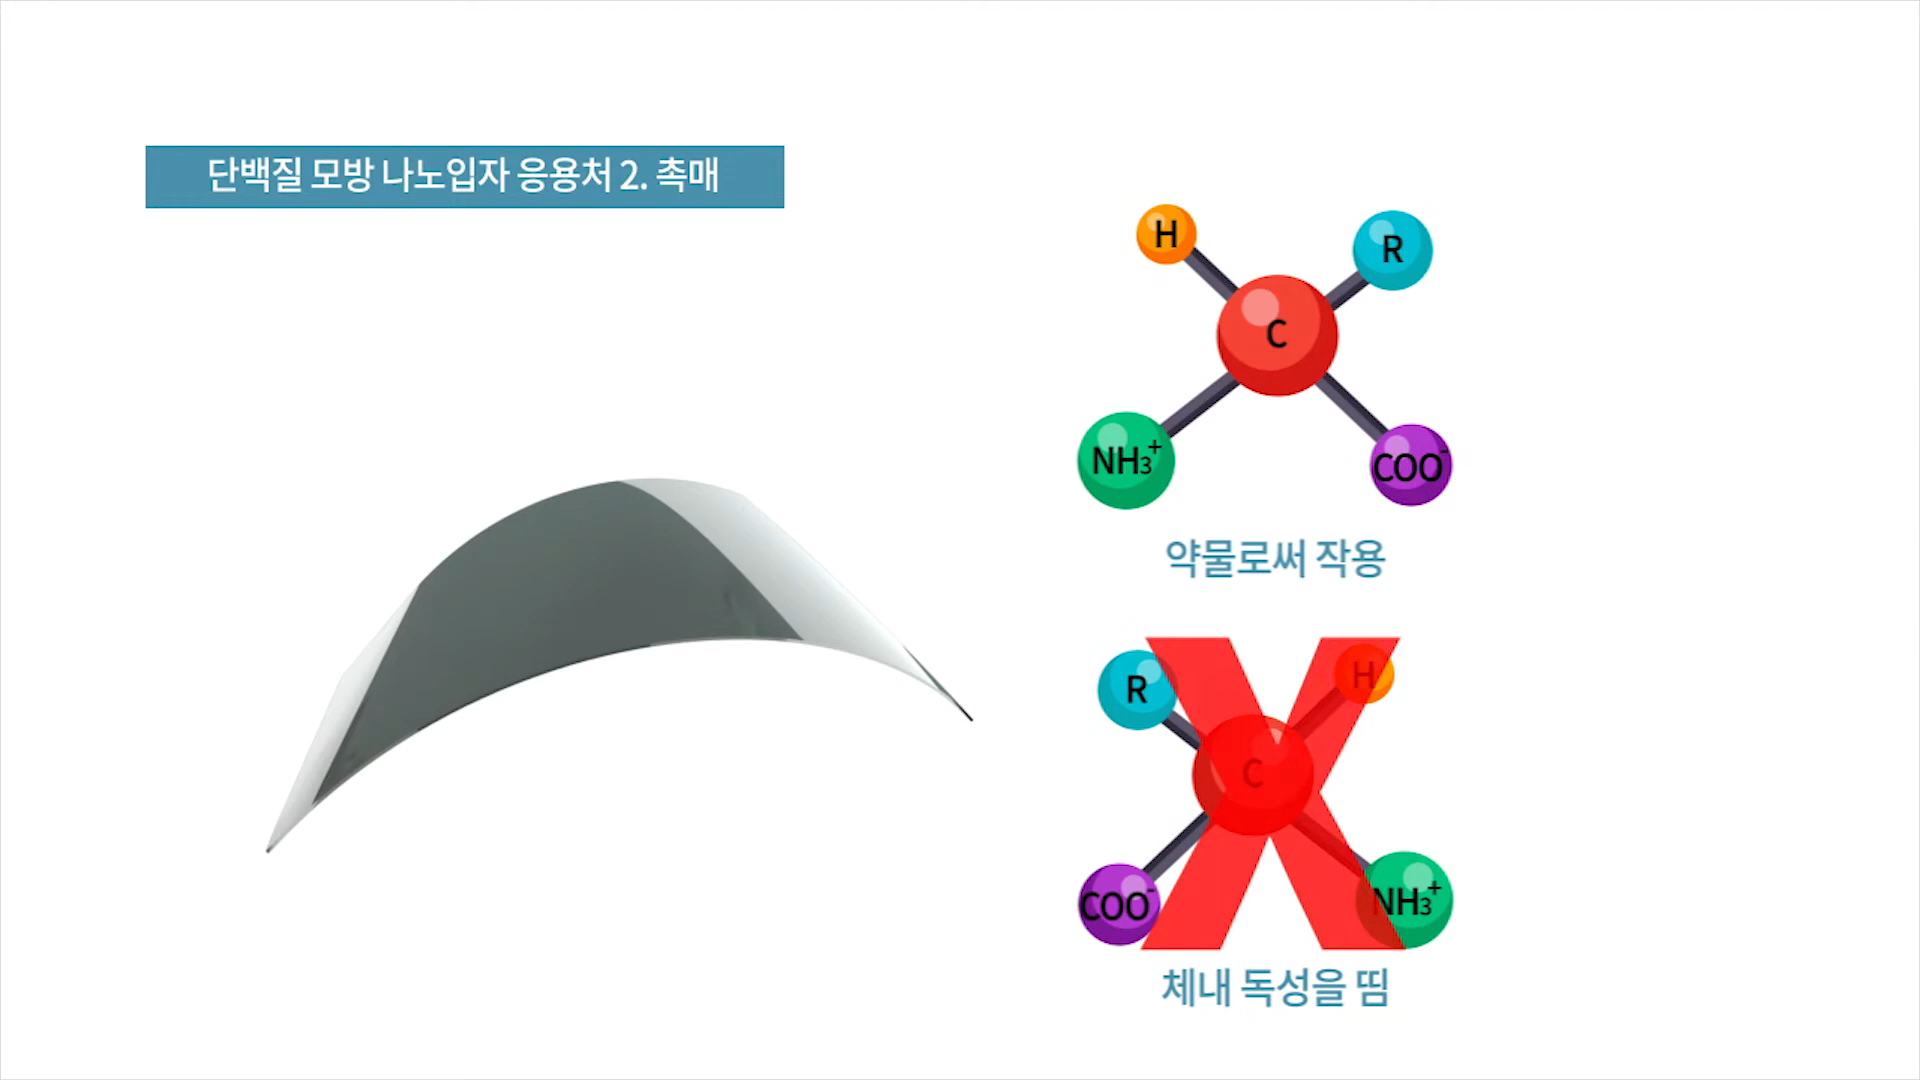 단백질 모방 나노입자 응용처 2. 촉매
H
R
C
NH₃⁺
COO⁻
약물로써 작용
R
H
C
COO⁻
NH₃⁺
X
체내 독성을 띰